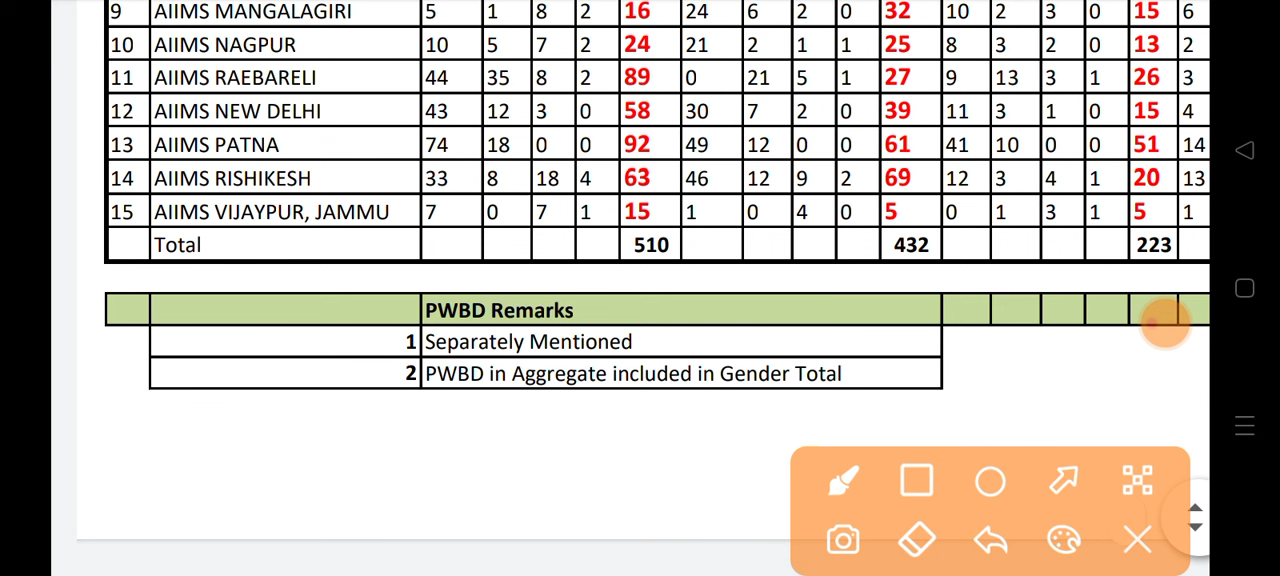 9 AIIMS MANGALAGIRI 5 1 8 2 16 24 6 2 0 32 10 2 3 0 15 6
10 AIIMS NAGPUR 10 5 7 2 24 21 2 1 1 25 8 3 2 0 13 2
11 AIIMS RAEBARELI 44 35 8 2 89 0 21 5 1 27 9 13 3 1 26 3
12 AIIMS NEW DELHI 43 12 3 0 58 30 7 2 0 39 11 3 1 0 15 4
13 AIIMS PATNA 74 18 0 0 92 49 12 0 0 61 41 10 0 0 51 14
14 AIIMS RISHIKESH 33 8 18 4 63 46 12 9 2 69 12 3 4 1 20 13
15 AIIMS VIJAYPUR, JAMMU 7 0 7 1 15 1 0 4 0 5 0 1 3 1 5 1
Total 510 432 223
PWBD Remarks
1 Separately Mentioned
2 PWBD in Aggregate included in Gender Total